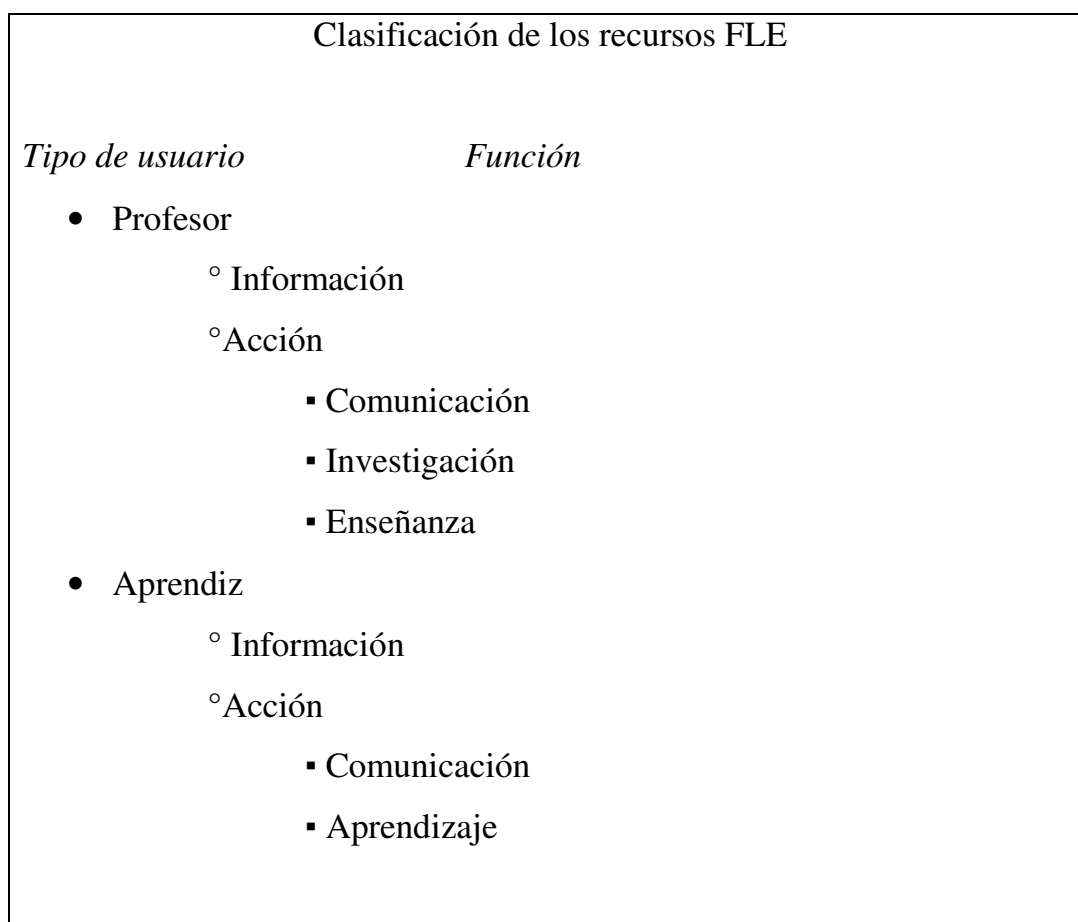 Clasificación de los recursos FLE
Tipo de usuario Función
• Profesor
° Información
°Acción
▪ Comunicación
▪ Investigación
▪ Enseñanza
• Aprendiz
° Información
°Acción
▪ Comunicación
▪ Aprendizaje